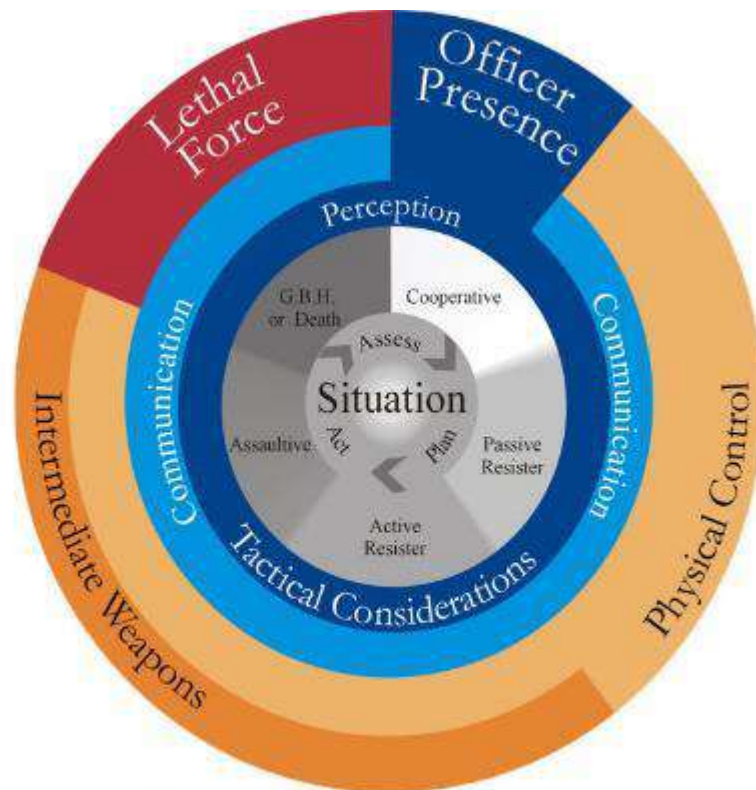 Lethal
Force
Officer
Presence
Perception
G.B.H.
or Death
Cooperative
Assess
Communication
Situation
Communication
Assaultive
Act
Plan
Passive
Resister
Active
Resister
Tactical Considerations
Intermediate Weapons
Physical Control